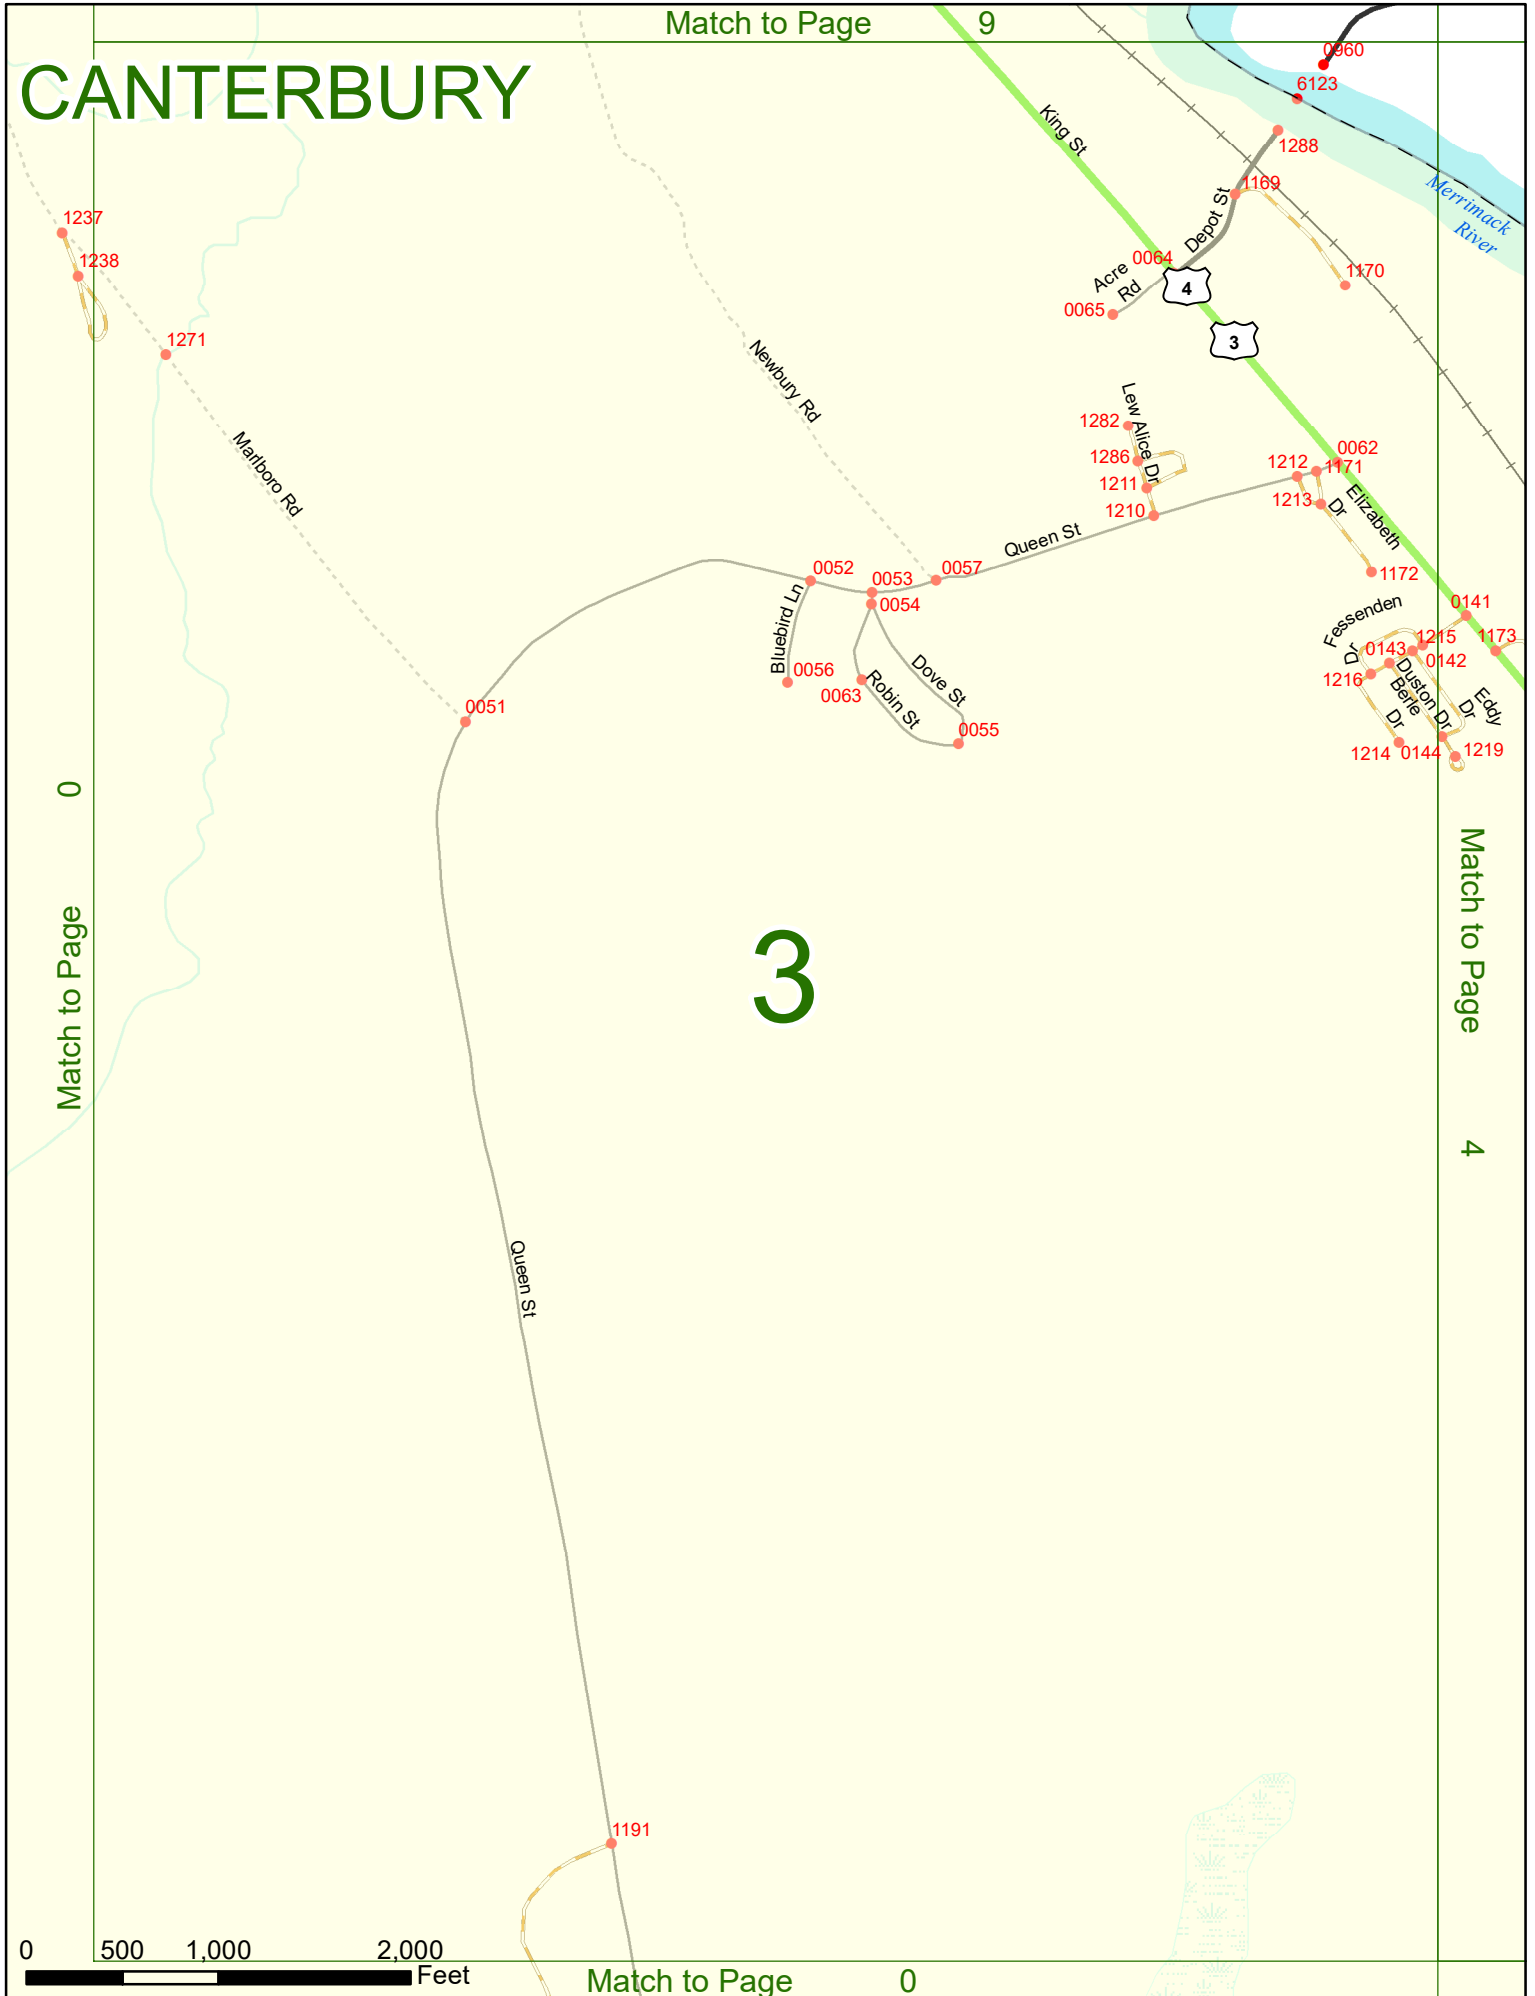 Match to Page 9
CANTERBURY
0960
6123
1288
King St
1169
Merrimack
River
Depot St
1237
1238
0064
Acre
Rd
1170
4
0065
3
1271
Newbury Rd
Lew Alice Dr
1282
Marlboro Rd
1286
0062
1212
1171
1211
1213
Elizabeth
Dr
1210
Queen St
0052
0057
0053
1172
0054
Bluebird Ln
Fessenden
Dr
0141
1215
1173
0143
0142
Dove St
0056
1216
0063
Robin St
Duston Dr
Berle
Dr
Eddy
Dr
0051
0055
1214
0144
1219
Match to Page 0
Match to Page 4
3
Queen St
1191
0 500 1,000 2,000
Feet
Match to Page 0